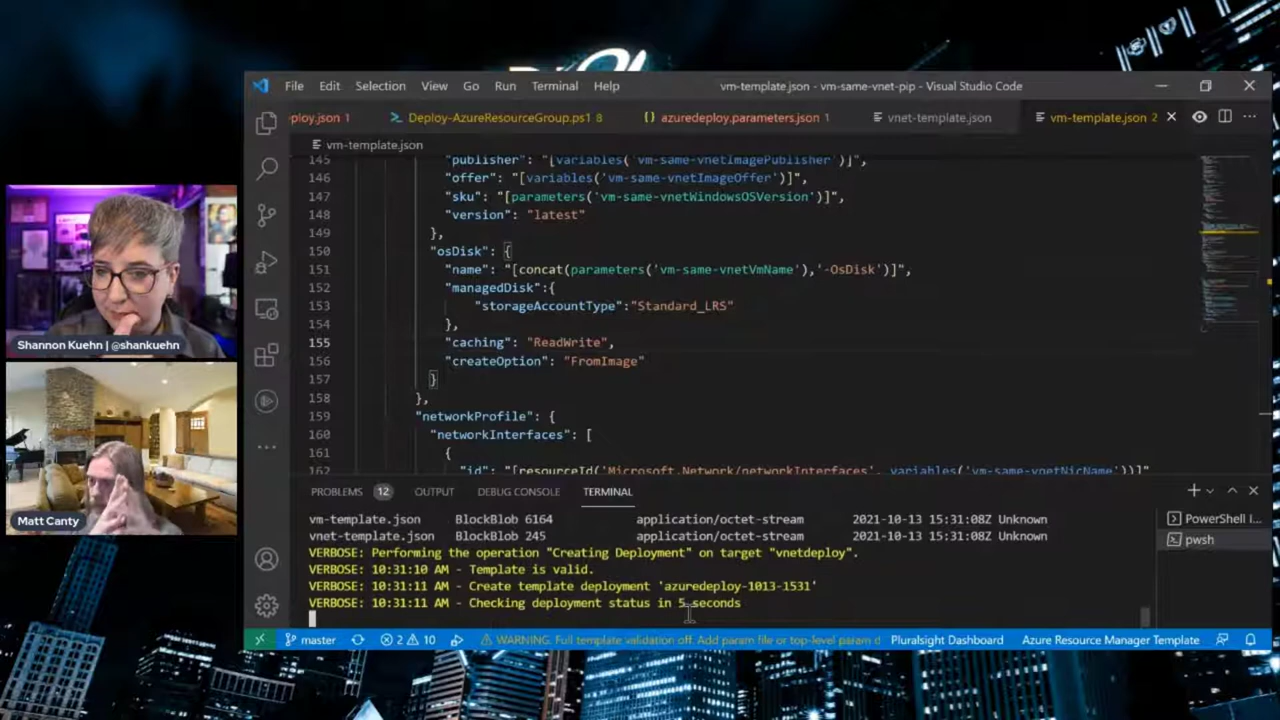 File Edit Selection View Go Run Terminal Help vm-template.json - vm-same-vnet-pip - Visual Studio Code
ploy.json 1 Deploy-AzureResourceGroup.ps1 8 {} azuredeploy.parameters.json 1 vnet-template.json vm-template.json 2
vm-template.json
145 "publisher": "[variables('vm-same-vnetImagePublisher')]",
146 "offer": "[variables('vm-same-vnetImageOffer')]",
147 "sku": "[parameters('vm-same-vnetWindowsOSVersion')]",
148 "version": "latest"
149 },
150 "osDisk": {
151 "name": "[concat(parameters('vm-same-vnetVmName'),'-OsDisk')]",
152 "managedDisk":{
153 "storageAccountType":"Standard_LRS"
154 },
155 "caching": "ReadWrite",
156 "createOption": "FromImage"
157 }
158 },
159 "networkProfile": {
160 "networkInterfaces": [
161 {
162 "id": "[resourceId('Microsoft.Network/networkInterfaces', variables('vm-same-vnetNicName'))]"
PROBLEMS 12 OUTPUT DEBUG CONSOLE TERMINAL
vm-template.json BlockBlob 6164 application/octet-stream 2021-10-13 15:31:08Z Unknown
vnet-template.json BlockBlob 245 application/octet-stream 2021-10-13 15:31:08Z Unknown
VERBOSE: Performing the operation "Creating Deployment" on target "vnetdeploy".
VERBOSE: 10:31:10 AM - Template is valid.
VERBOSE: 10:31:11 AM - Create template deployment 'azuredeploy-1013-1531'
VERBOSE: 10:31:11 AM - Checking deployment status in 5 seconds
PowerShell I...
pwsh
master 2 10 WARNING: Full template validation off. Add param file or top-level param d Pluralsight Dashboard Azure Resource Manager Template
Shannon Kuehn | @shankuehn
Matt Canty